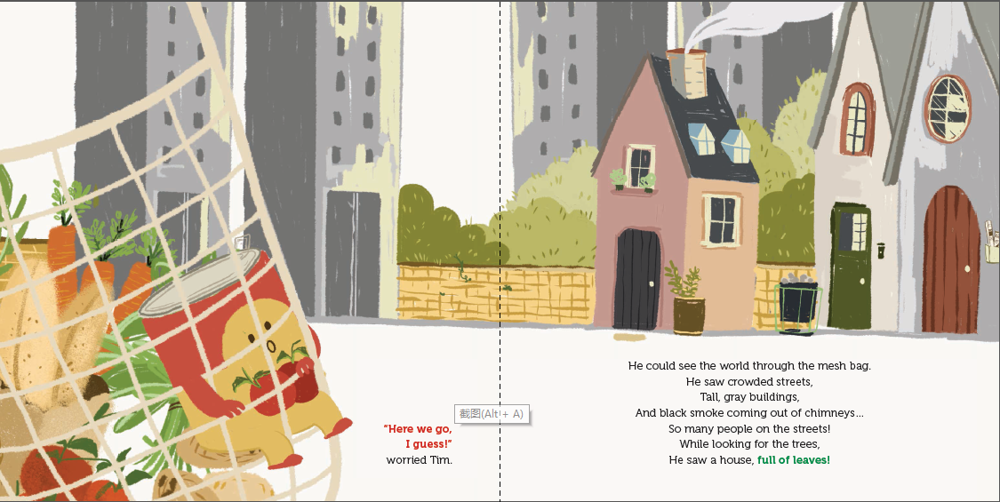 "Here we go,
I guess!"
worried Tim.
截图(Alt + A)
He could see the world through the mesh bag.
He saw crowded streets,
Tall, gray buildings,
And black smoke coming out of chimneys...
So many people on the streets!
While looking for the trees,
He saw a house, full of leaves!